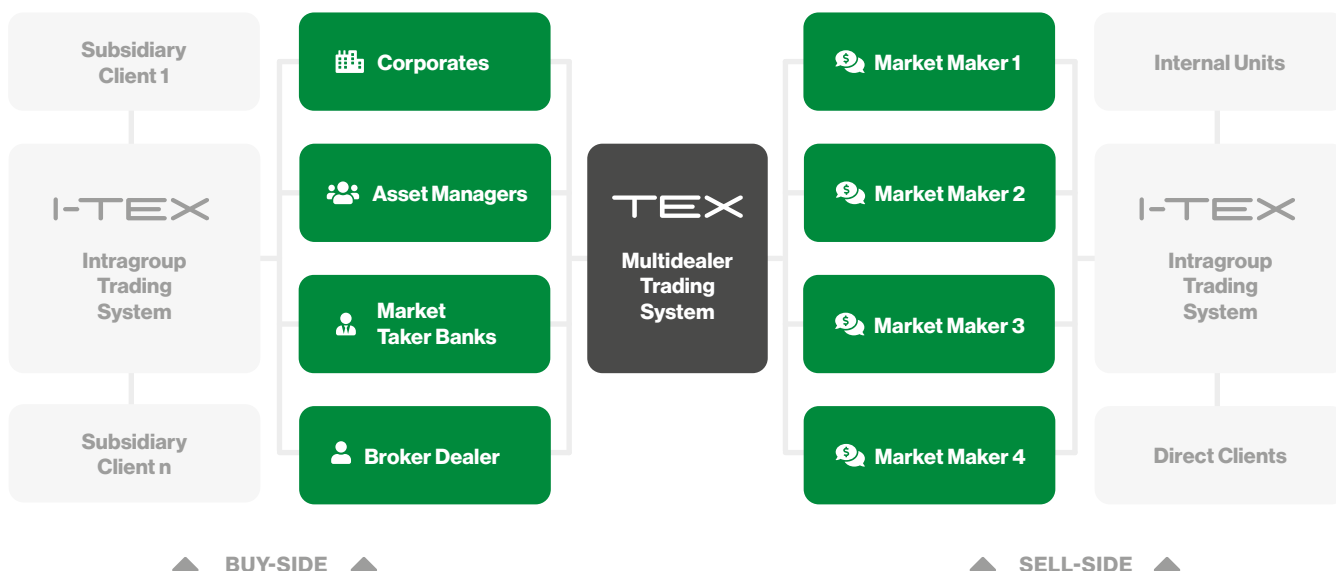 Subsidiary
Client 1
I-TEX
Intragroup
Trading
System
Subsidiary
Client n
Corporates
Asset Managers
Market
Taker Banks
Broker Dealer
TEX
Multidealer
Trading
System
Market Maker 1
Market Maker 2
Market Maker 3
Market Maker 4
Internal Units
I-TEX
Intragroup
Trading
System
Direct Clients
BUY-SIDE
SELL-SIDE